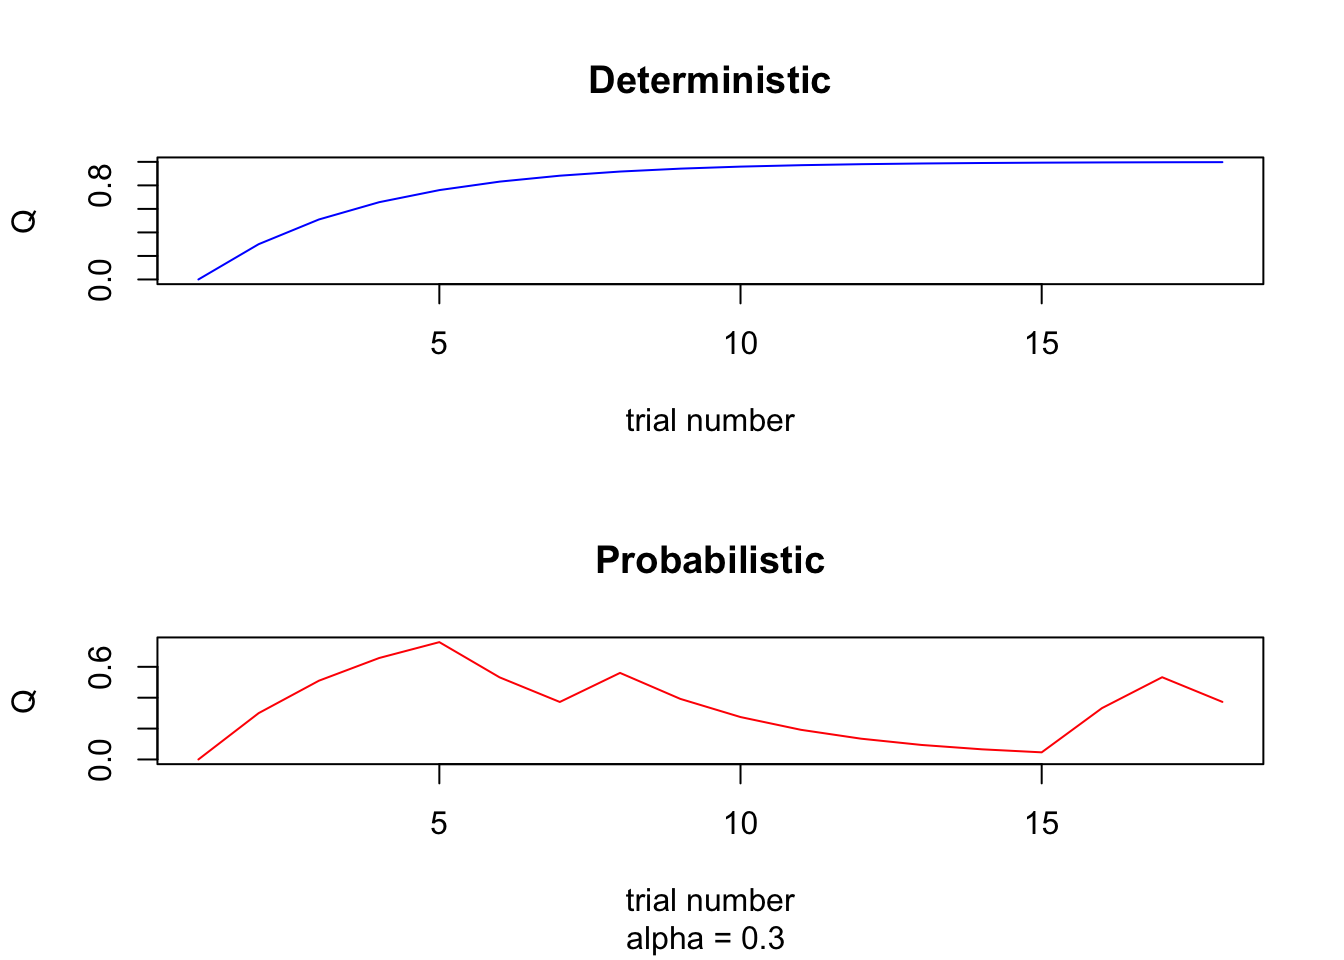 Deterministic
Q
0.8
0.0
5 10 15
trial number
Probabilistic
Q
0.6
0.0
5 10 15
trial number
alpha = 0.3